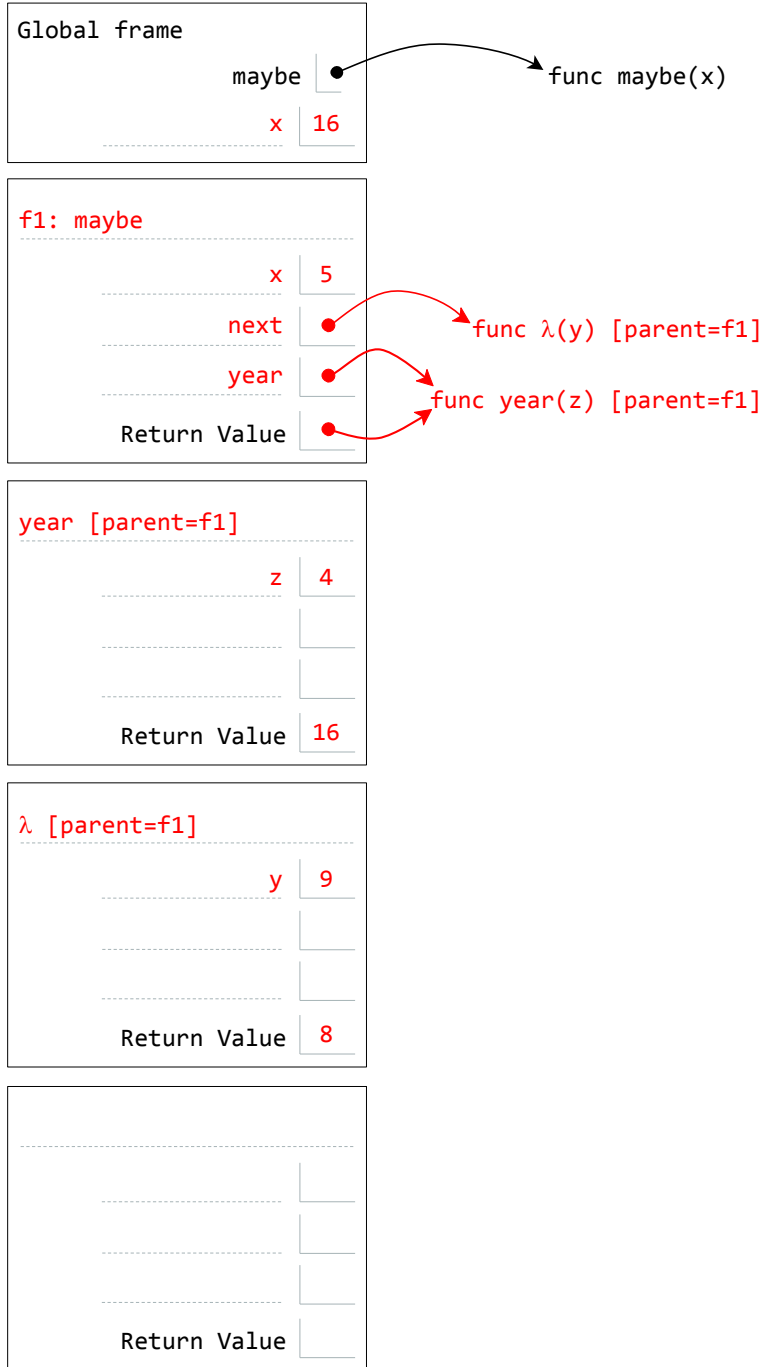 Global frame
maybe func maybe(x)
x 16
f1: maybe
x 5
next func λ(y) [parent=f1]
year func year(z) [parent=f1]
Return Value
year [parent=f1]
z 4
Return Value 16
λ [parent=f1]
y 9
Return Value 8
Return Value